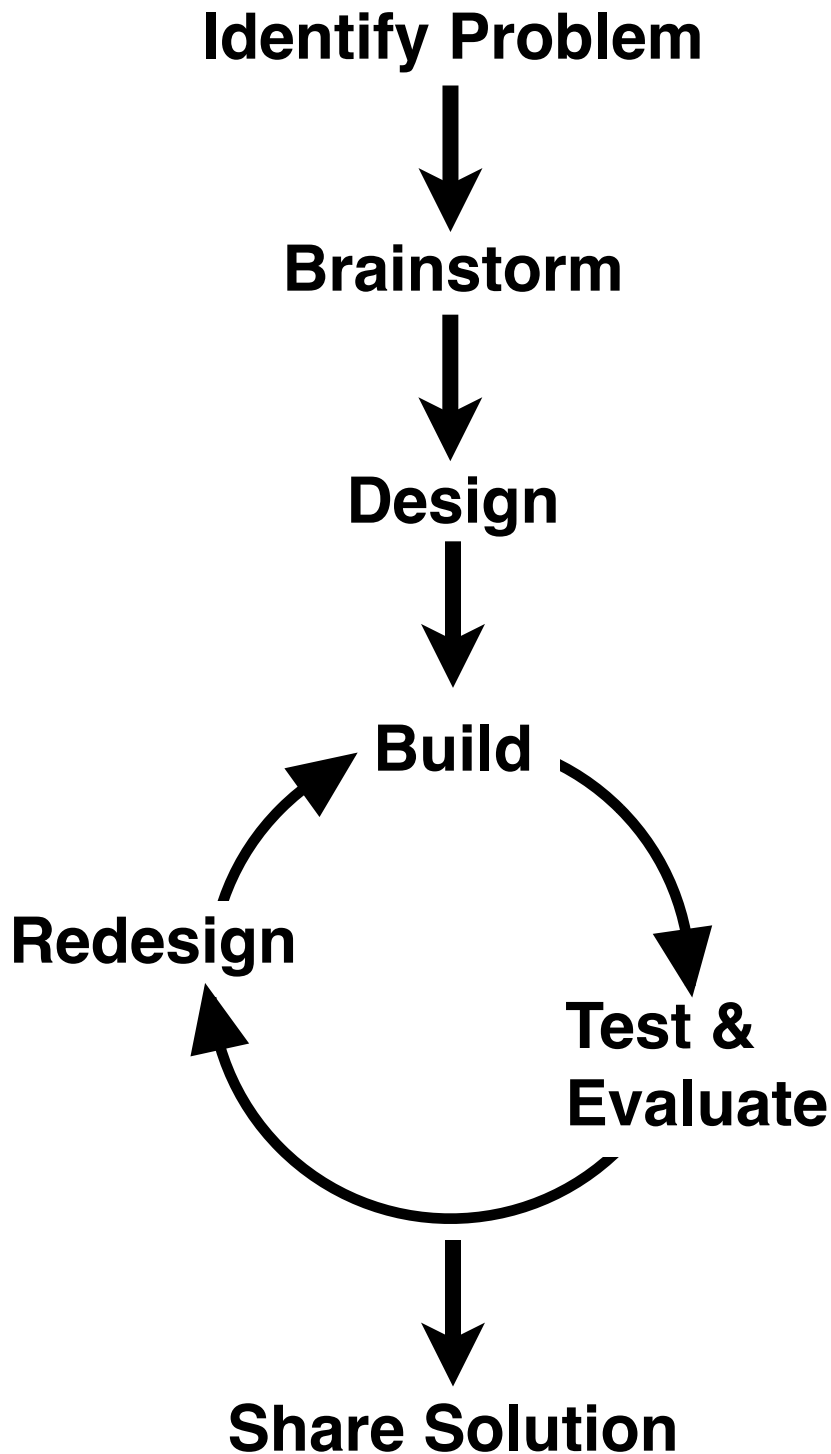 Identify Problem
Brainstorm
Design
Build
Redesign
Test &
Evaluate
Share Solution